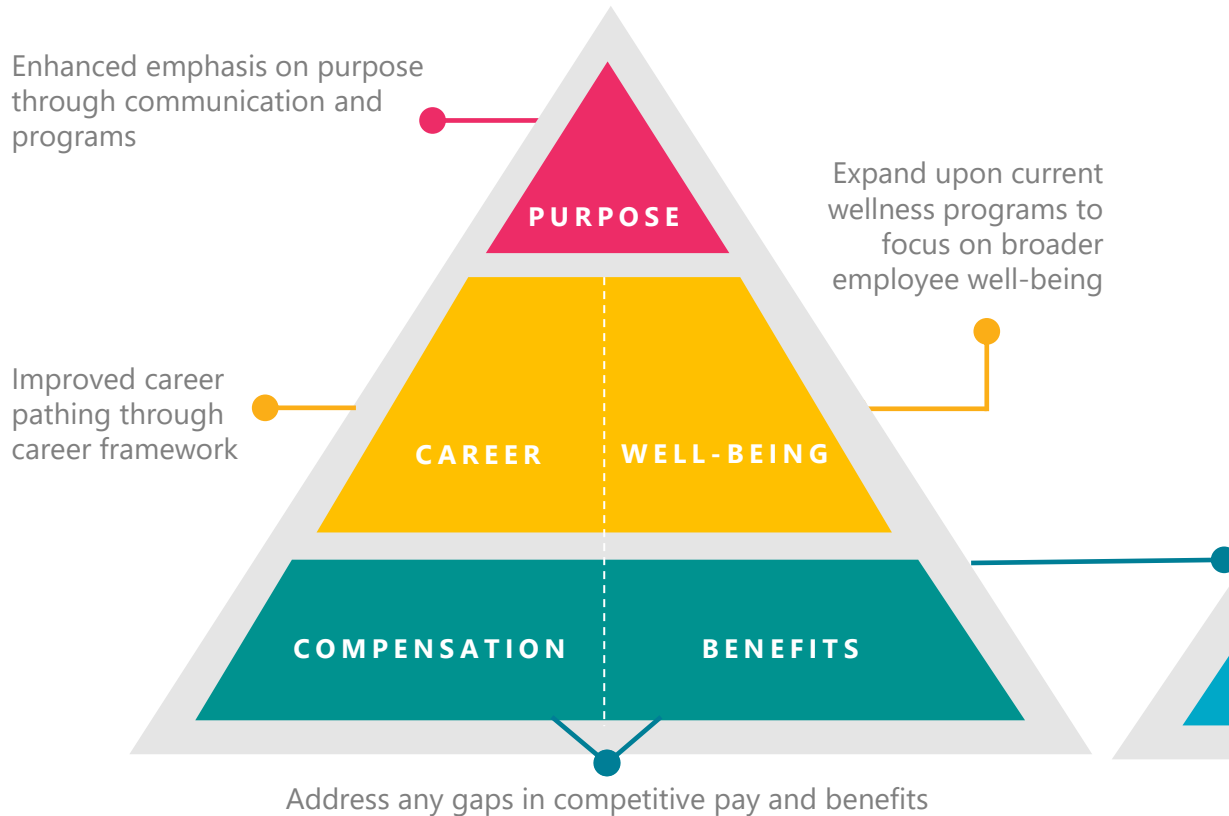 Enhanced emphasis on purpose
through communication and
programs
PURPOSE
Expand upon current
wellness programs to
focus on broader
employee well-being
Improved career
pathing through
career framework
CAREER
WELL-BEING
COMPENSATION
BENEFITS
Address any gaps in competitive pay and benefits